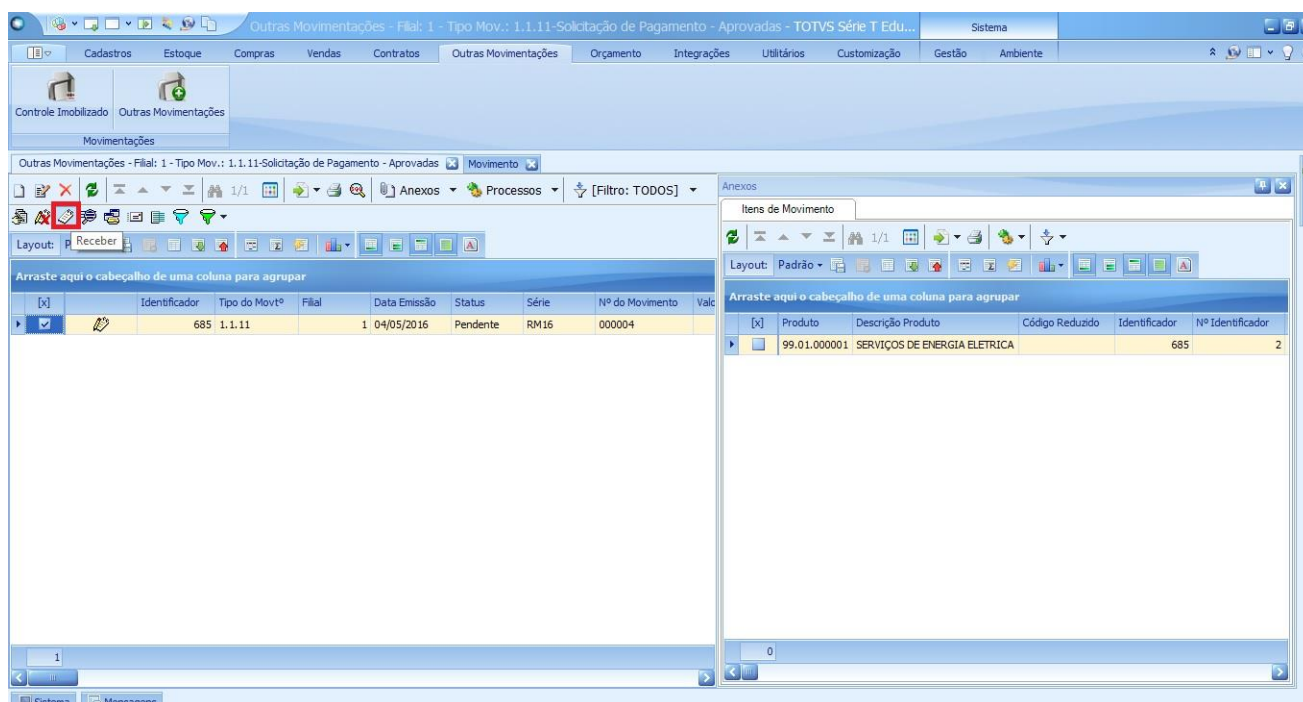 Outras Movimentações - Filial: 1 - Tipo Mov.: 1.1.11-Solicitação de Pagamento - Aprovadas - TOTVS Série T Edu...
Sistema
Cadastros Estoque Compras Vendas Contratos Outras Movimentações Orçamento Integrações Utilitários Customização Gestão Ambiente
Controle Imobilizado Outras Movimentações
Movimentações
Outras Movimentações - Filial: 1 - Tipo Mov.: 1.1.11-Solicitação de Pagamento - Aprovadas Movimento
1/1 Anexos Processos [Filtro: TODOS]
Receber
Layout: P
Arraste aqui o cabeçalho de uma coluna para agrupar
[x] Identificador Tipo do Movtº Filial Data Emissão Status Série Nº do Movimento Valo
685 1.1.11 1 04/05/2016 Pendente RM16 000004
1
Anexos
Itens de Movimento
1/1
Layout: Padrão
Arraste aqui o cabeçalho de uma coluna para agrupar
[x] Produto Descrição Produto Código Reduzido Identificador Nº Identificador
99.01.000001 SERVIÇOS DE ENERGIA ELETRICA 685 2
0
Sistema Mensagens